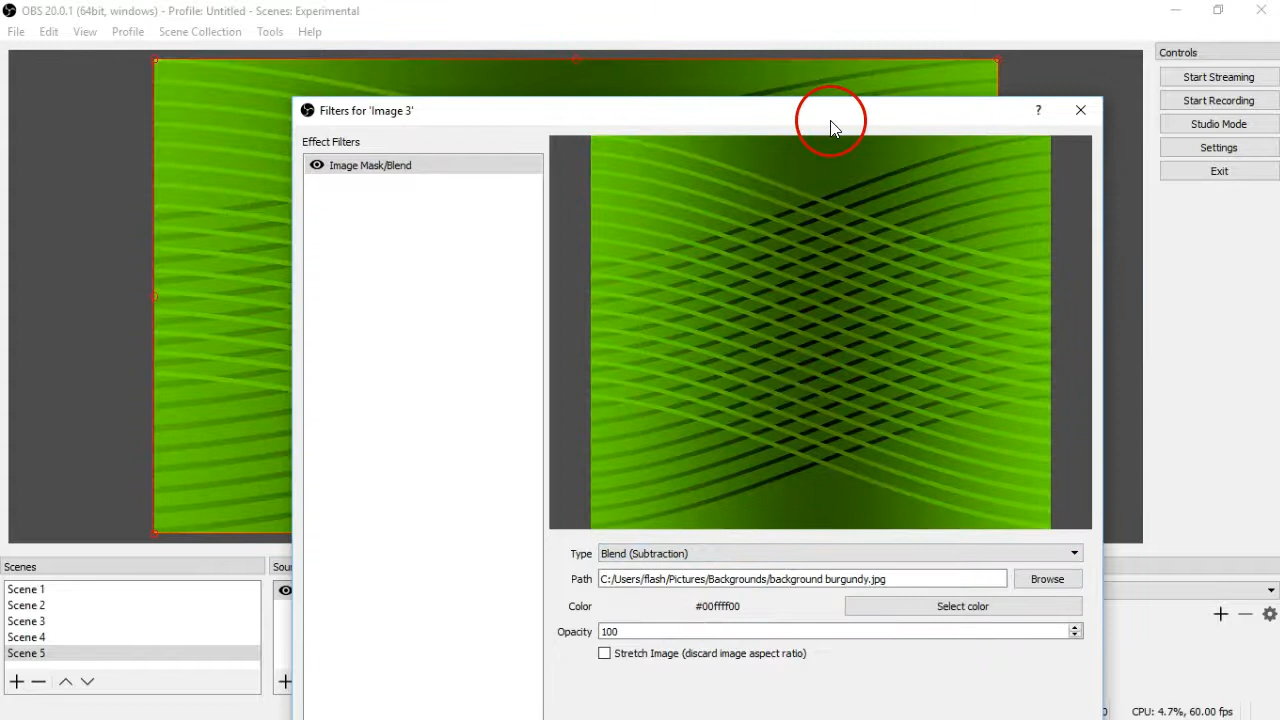 OBS 20.0.1 (64bit, windows) - Profile: Untitled - Scenes: Experimental
File Edit View Profile Scene Collection Tools Help
Controls
Start Streaming
Start Recording
Studio Mode
Settings
Exit
Filters for 'Image 3'
?
Effect Filters
Image Mask/Blend
Type Blend (Subtraction)
Path C:/Users/flash/Pictures/Backgrounds/background burgundy.jpg Browse
Color #00ffff00 Select color
Opacity 100
Stretch Image (discard image aspect ratio)
Scenes
Scene 1
Scene 2
Scene 3
Scene 4
Scene 5
Sou
CPU: 4.7%, 60.00 fps